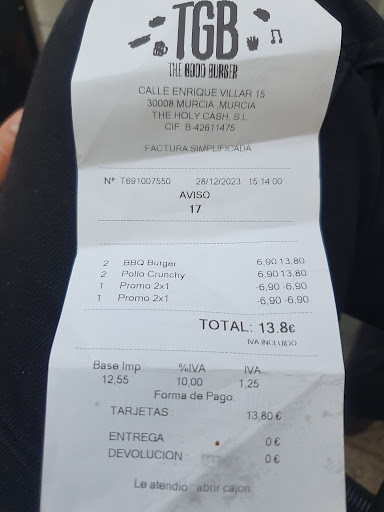 TGB
THE GOOD BURGER
CALLE ENRIQUE VILLAR 15
30008 MURCIA ,MURCIA
THE HOLY CASH, S.L
CIF B-42611475
FACTURA SIMPLIFICADA
Nº: T691007550 28/12/2023 15:14:00
AVISO
17
2 BBQ Burger 6,90 13,80
2 Pollo Crunchy 6,90 13,80
1 Promo 2x1 -6,90 -6,90
1 Promo 2x1 -6,90 -6,90
TOTAL: 13.8€
IVA INCLUIDO
Base Imp. %IVA IVA
12,55 10,00 1,25
Forma de Pago.
TARJETAS 13,80 €
ENTREGA 0 €
DEVOLUCION 0 €
Le atendió abrir cajon